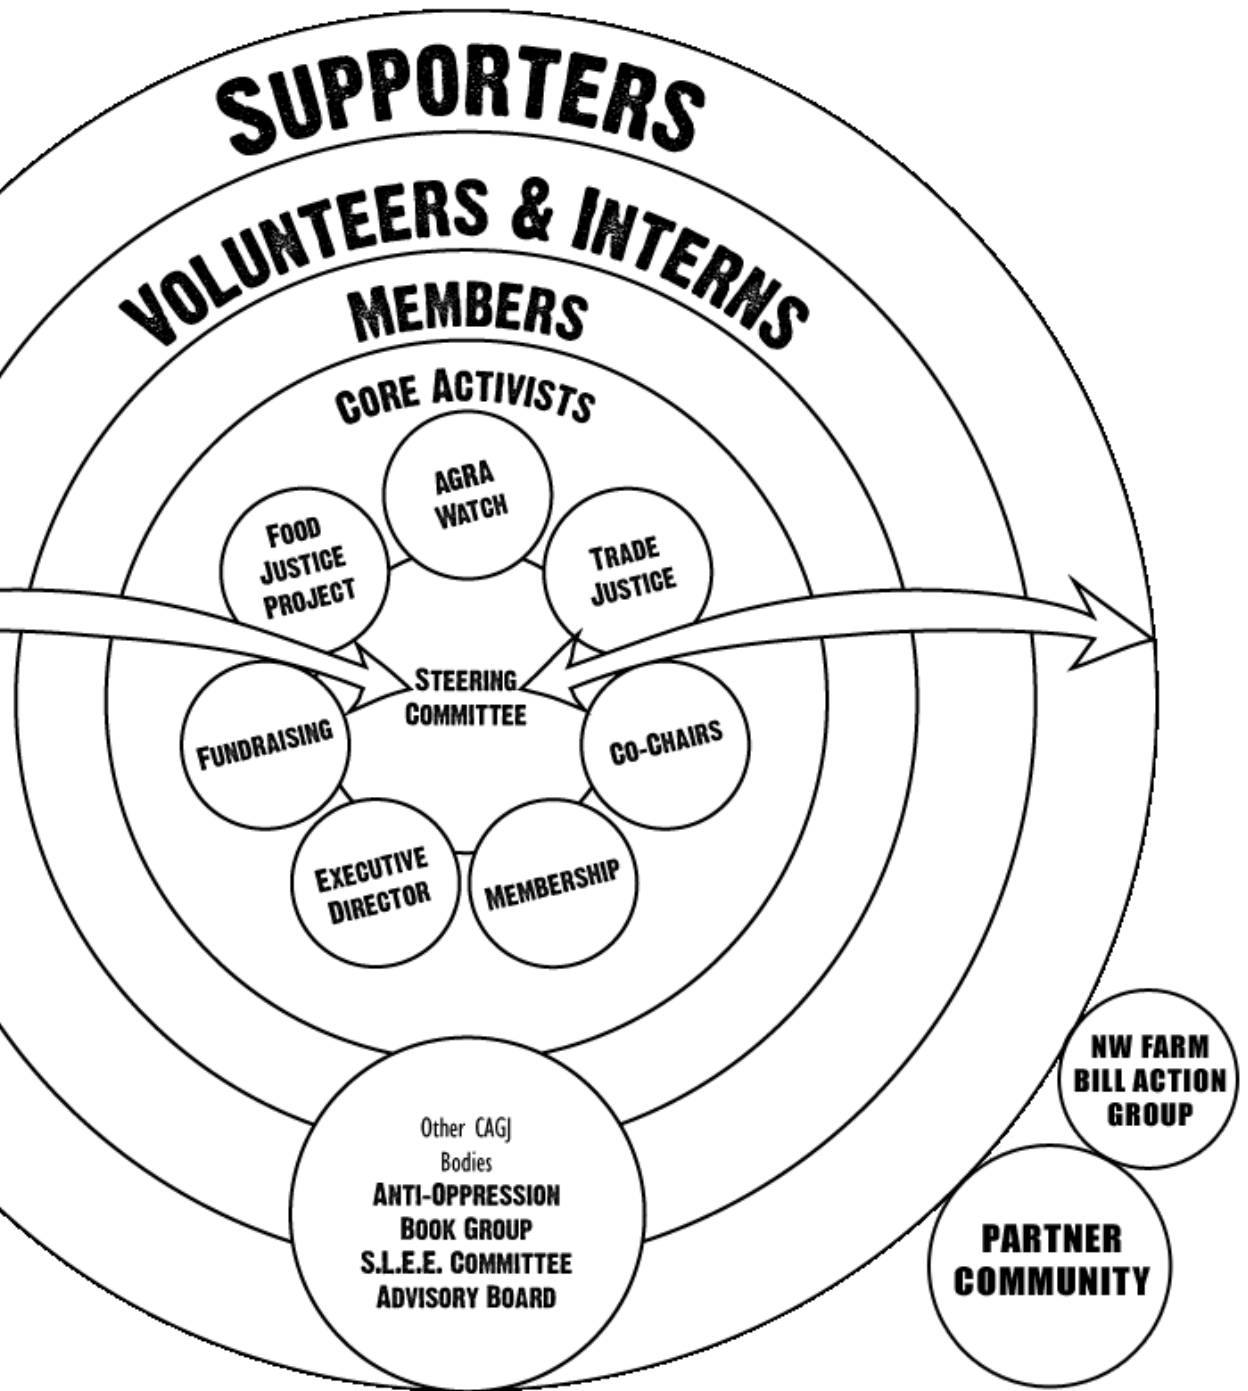 SUPPORTERS
VOLUNTEERS & INTERNS
MEMBERS
CORE ACTIVISTS
AGRA
WATCH
FOOD
JUSTICE
PROJECT
TRADE
JUSTICE
STEERING
COMMITTEE
FUNDRAISING
CO-CHAIRS
EXECUTIVE
DIRECTOR
MEMBERSHIP
Other CAGJ
Bodies
ANTI-OPPRESSION
BOOK GROUP
S.L.E.E. COMMITTEE
ADVISORY BOARD
NW FARM
BILL ACTION
GROUP
PARTNER
COMMUNITY